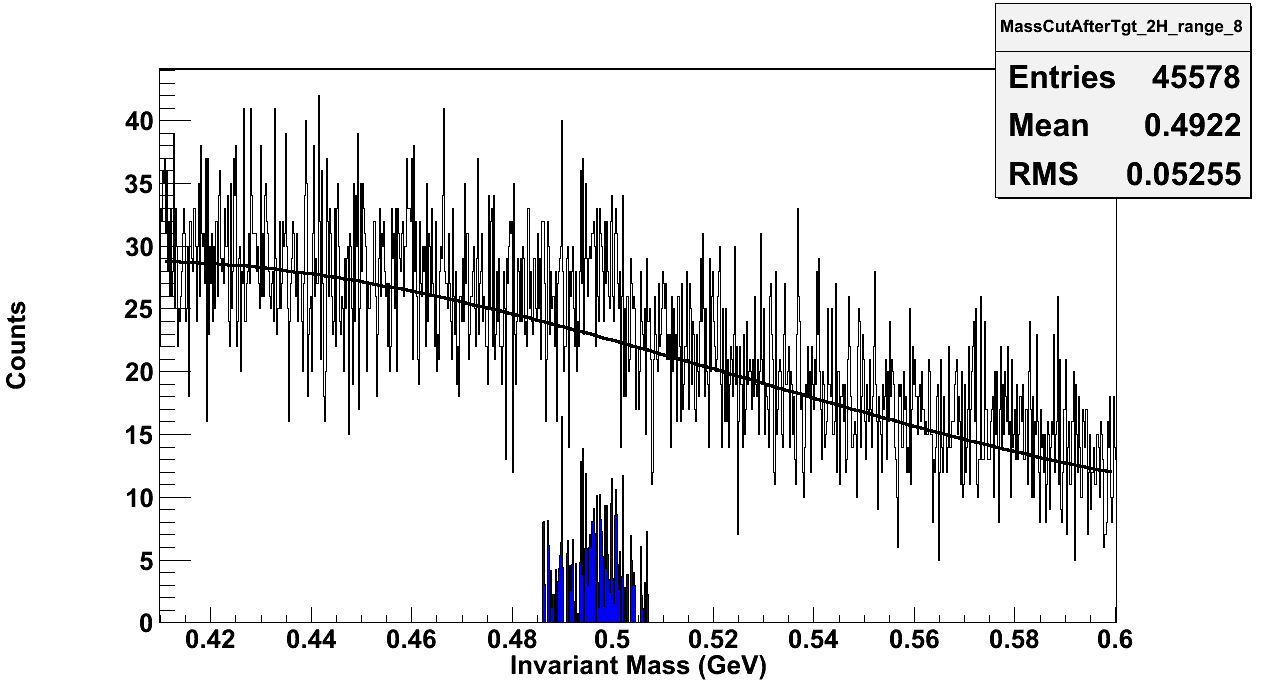 MassCutAfterTgt_2H_range_8
Entries 45578
Mean 0.4922
RMS 0.05255
Counts
40
35
30
25
20
15
10
5
0
0.42 0.44 0.46 0.48 0.5 0.52 0.54 0.56 0.58 0.6
Invariant Mass (GeV)